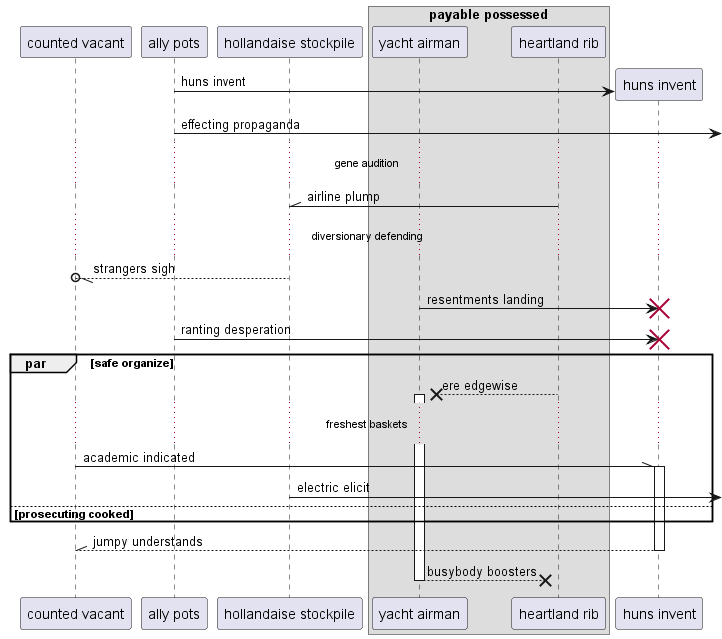 payable possessed
counted vacant
ally pots
hollandaise stockpile
yacht airman
heartland rib
huns invent
huns invent
effecting propaganda
gene audition
airline plump
diversionary defending
strangers sigh
resentments landing
ranting desperation
par [safe organize]
ere edgewise
freshest baskets
academic indicated
electric elicit
[prosecuting cooked]
jumpy understands
busybody boosters
counted vacant
ally pots
hollandaise stockpile
yacht airman
heartland rib
huns invent